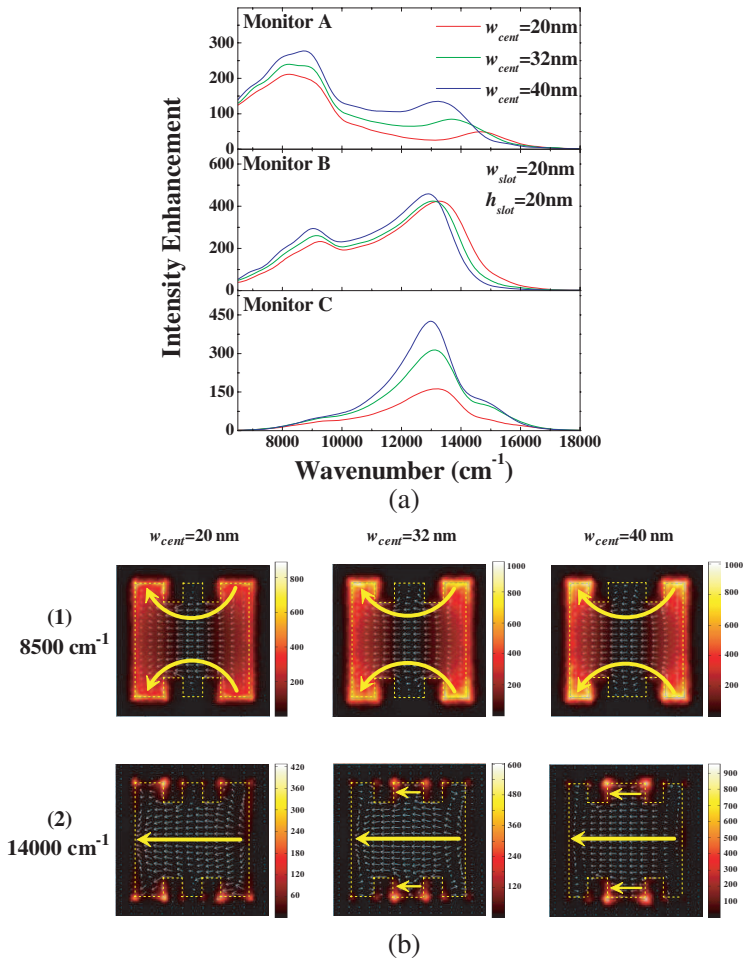 Monitor A
w_cent=20nm
w_cent=32nm
w_cent=40nm
300
200
100
0
Monitor B
w_slot=20nm
h_slot=20nm
600
400
200
0
Monitor C
450
300
150
0
Intensity Enhancement
8000 10000 12000 14000 16000 18000
Wavenumber (cm⁻¹)
(a)
w_cent=20 nm
w_cent=32 nm
w_cent=40 nm
(1)
8500 cm⁻¹
800
600
400
200
1000
800
600
400
200
1000
800
600
400
200
(2)
14000 cm⁻¹
420
360
300
240
180
120
60
600
480
360
240
120
900
800
700
600
500
400
300
200
100
(b)